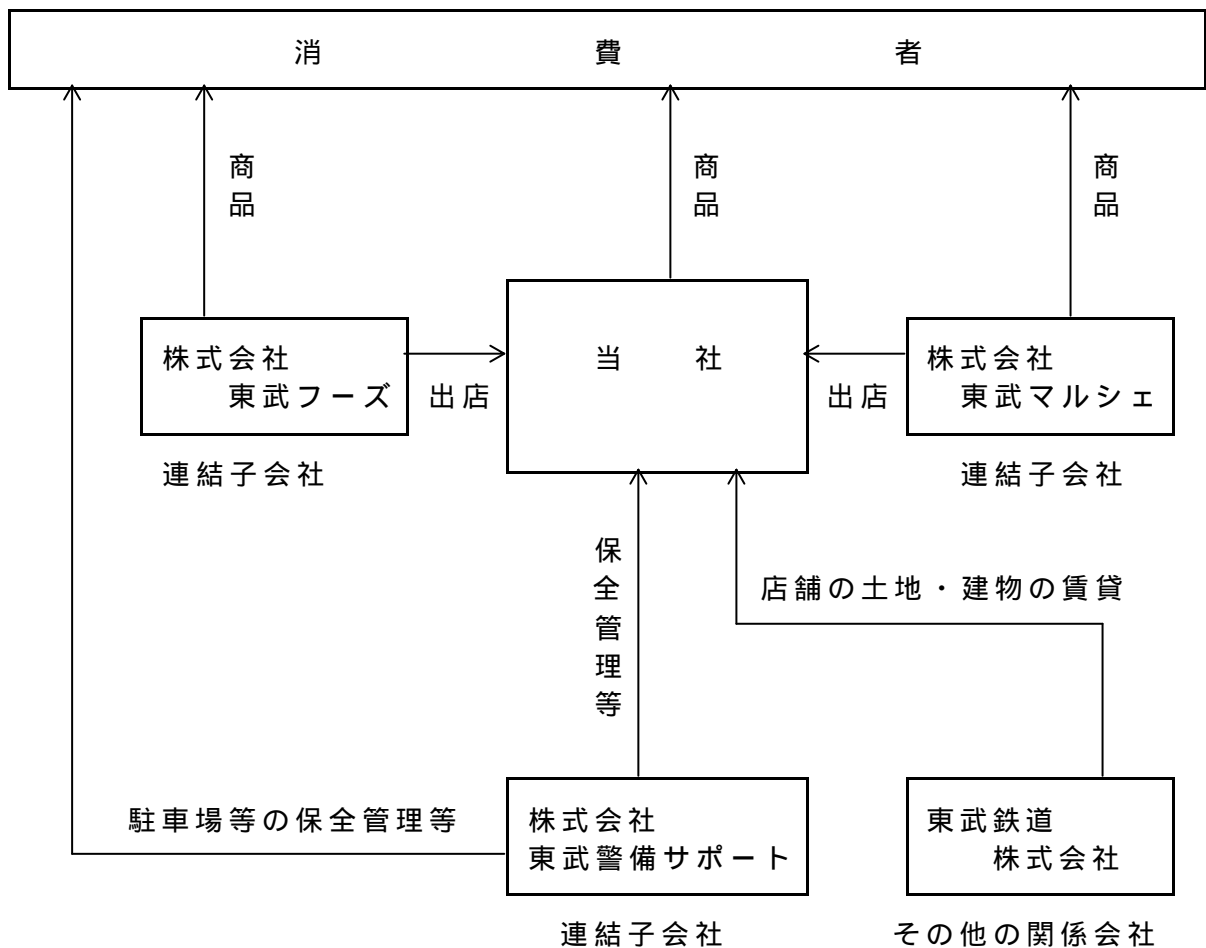 消費者
商品
商品
商品
株式会社
東武フーズ
出店
当社
出店
株式会社
東武マルシェ
連結子会社
連結子会社
保全管理等
店舗の土地・建物の賃貸
駐車場等の保全管理等
株式会社
東武警備サポート
東武鉄道
株式会社
連結子会社
その他の関係会社